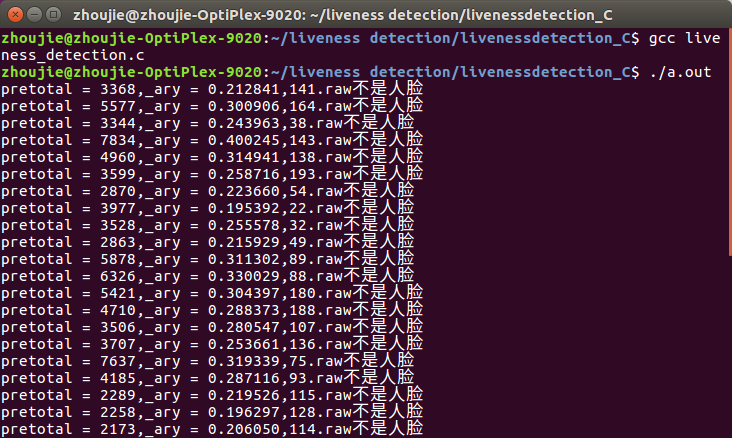 zhoujie@zhoujie-OptiPlex-9020: ~/liveness detection/livenessdetection_C
zhoujie@zhoujie-OptiPlex-9020:~/liveness detection/livenessdetection_C$ gcc live
ness_detection.c
zhoujie@zhoujie-OptiPlex-9020:~/liveness detection/livenessdetection_C$ ./a.out
pretotal = 3368,_ary = 0.212841,141.raw不是人脸
pretotal = 5577,_ary = 0.300906,164.raw不是人脸
pretotal = 3344,_ary = 0.243963,38.raw不是人脸
pretotal = 7834,_ary = 0.400245,143.raw不是人脸
pretotal = 4960,_ary = 0.314941,138.raw不是人脸
pretotal = 3599,_ary = 0.258716,193.raw不是人脸
pretotal = 2870,_ary = 0.223660,54.raw不是人脸
pretotal = 3977,_ary = 0.195392,22.raw不是人脸
pretotal = 3528,_ary = 0.255578,32.raw不是人脸
pretotal = 2863,_ary = 0.215929,49.raw不是人脸
pretotal = 5878,_ary = 0.311302,89.raw不是人脸
pretotal = 6326,_ary = 0.330029,88.raw不是人脸
pretotal = 5421,_ary = 0.304397,180.raw不是人脸
pretotal = 4710,_ary = 0.288373,188.raw不是人脸
pretotal = 3506,_ary = 0.280547,107.raw不是人脸
pretotal = 3707,_ary = 0.253661,136.raw不是人脸
pretotal = 7637,_ary = 0.319339,75.raw不是人脸
pretotal = 4185,_ary = 0.287116,93.raw不是人脸
pretotal = 2289,_ary = 0.219526,115.raw不是人脸
pretotal = 2258,_ary = 0.196297,128.raw不是人脸
pretotal = 2173,_ary = 0.206050,114.raw不是人脸